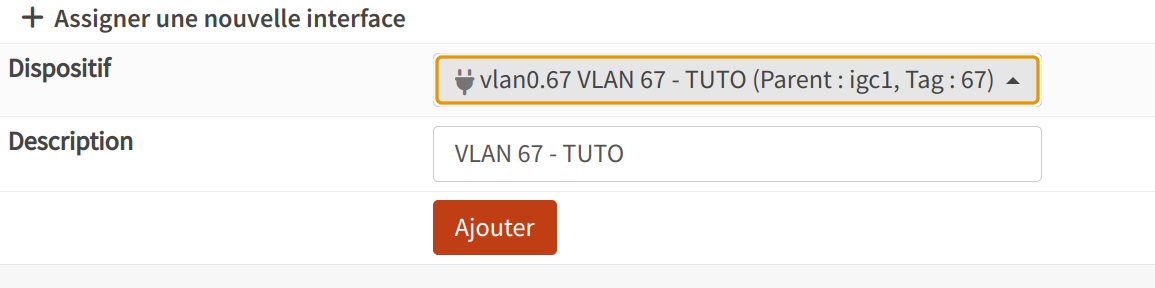 Assigner une nouvelle interface
Dispositif
vlan0.67 VLAN 67 - TUTO (Parent : igc1, Tag : 67)
Description
VLAN 67 - TUTO
Ajouter